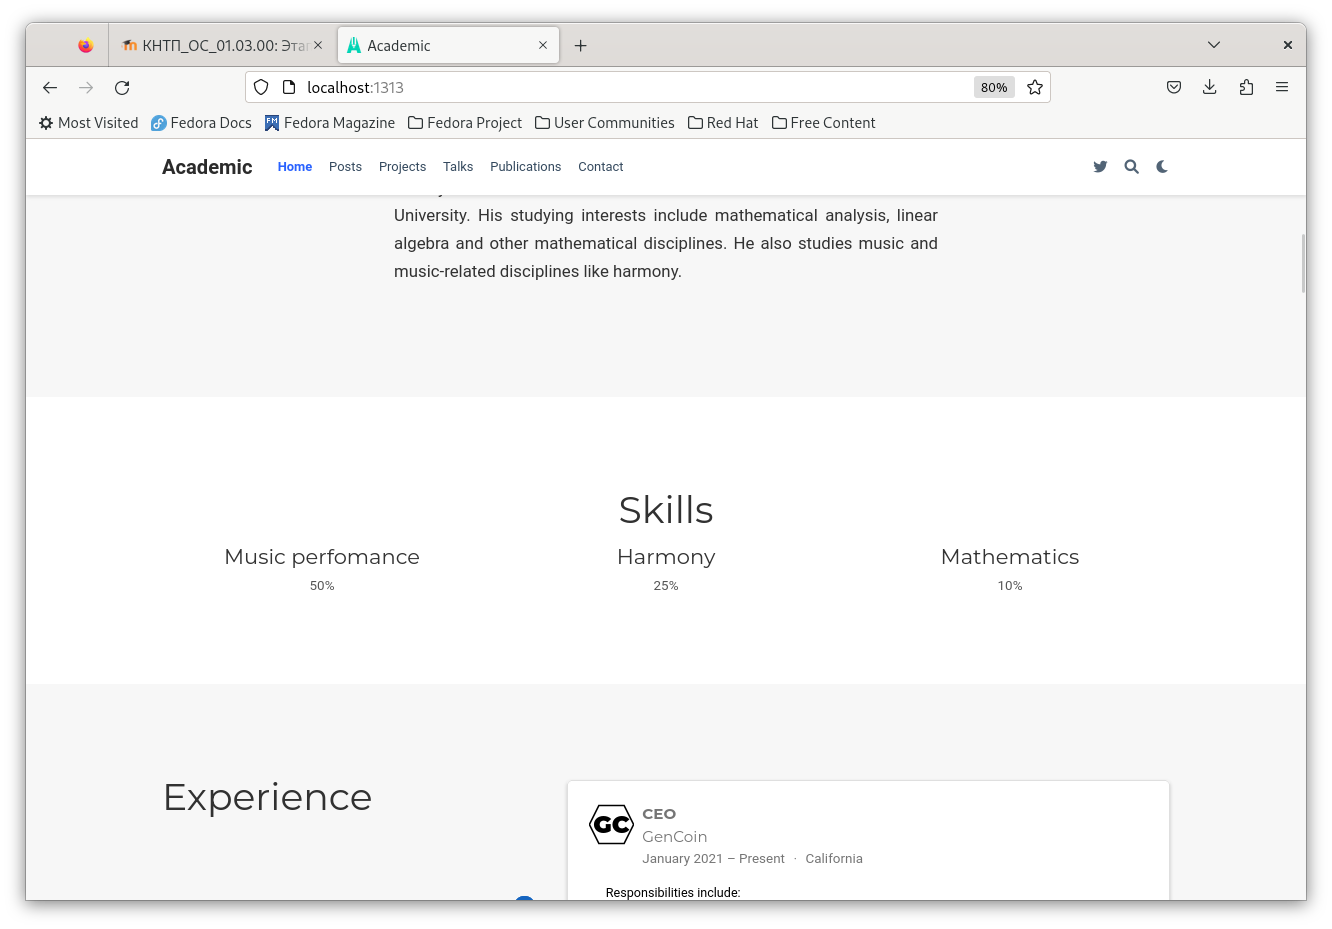 КНТП_ОС_01.03.00: Этап
Academic
localhost:1313
80%
Most Visited
Fedora Docs
Fedora Magazine
Fedora Project
User Communities
Red Hat
Free Content
Academic
Home
Posts
Projects
Talks
Publications
Contact
University. His studying interests include mathematical analysis, linear
algebra and other mathematical disciplines. He also studies music and
music-related disciplines like harmony.
Skills
Music perfomance
Harmony
Mathematics
50%
25%
10%
Experience
GC
CEO
GenCoin
January 2021 – Present · California
Responsibilities include: